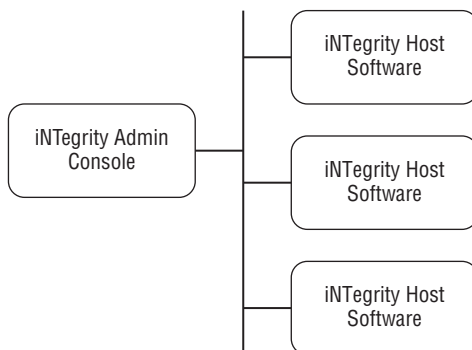 iNTegrity Host
Software
iNTegrity Admin
Console
iNTegrity Host
Software
iNTegrity Host
Software